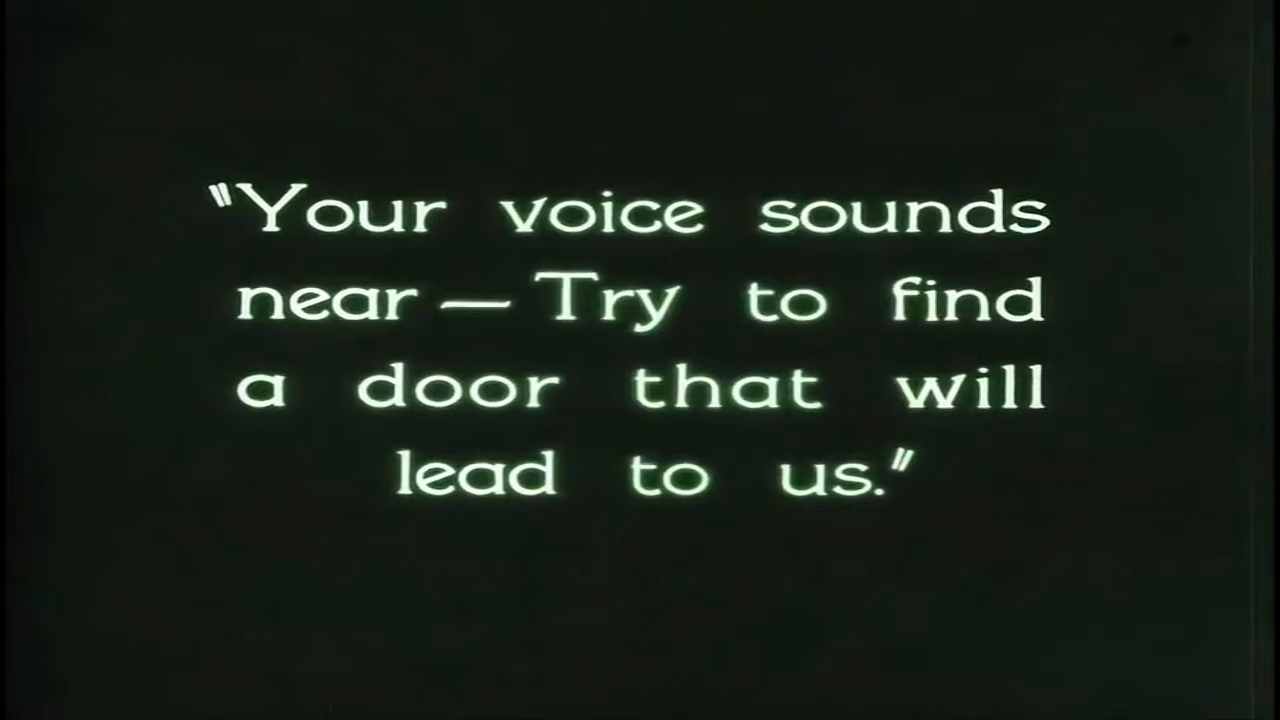 "Your voice sounds
near — Try to find
a door that will
lead to us."